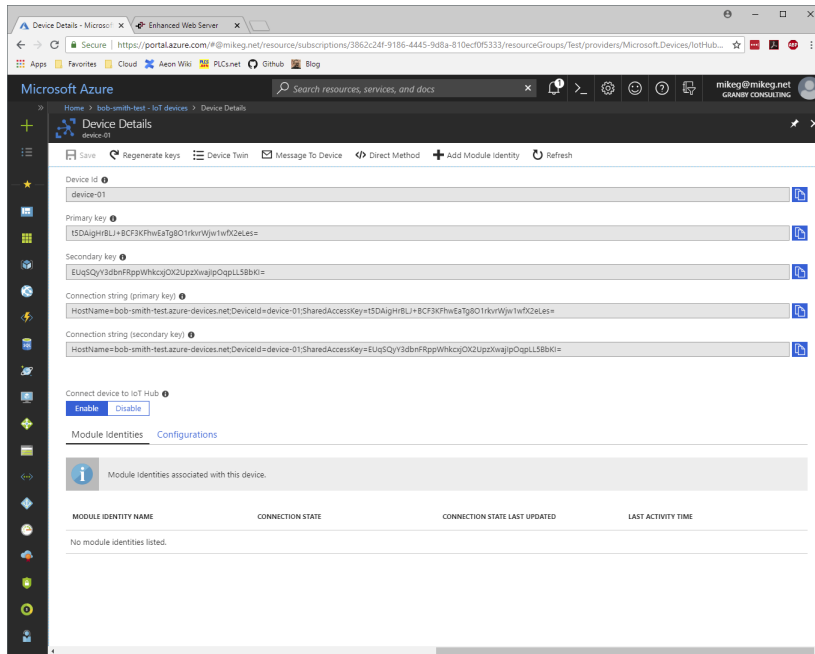 Device Details - Microsof
Enhanced Web Server
Secure | https://portal.azure.com/#@mikeg.net/resource/subscriptions/3862c24f-9186-4445-9d8a-810ecf0f5333/resourceGroups/Test/providers/Microsoft.Devices/IotHub...
Apps Favorites Cloud Aeon Wiki PLCs.net GitHub Blog
Microsoft Azure
Search resources, services, and docs
1
mikeg@mikeg.net
GRANBY CONSULTING
Home > bob-smith-test - IoT devices > Device Details
Device Details
device-01
Save Regenerate keys Device Twin Message To Device Direct Method Add Module Identity Refresh
Device Id
device-01
Primary key
t5DAigHrBLJ+BCF3KFhwEaTg8O1rkvrWjw1wfX2eLes=
Secondary key
EUqSQyY3dbnFRppWhkcxjOX2UpzXwajIpOqpLL5BbKI=
Connection string (primary key)
HostName=bob-smith-test.azure-devices.net;DeviceId=device-01;SharedAccessKey=t5DAigHrBLJ+BCF3KFhwEaTg8O1rkvrWjw1wfX2eLes=
Connection string (secondary key)
HostName=bob-smith-test.azure-devices.net;DeviceId=device-01;SharedAccessKey=EUqSQyY3dbnFRppWhkcxjOX2UpzXwajIpOqpLL5BbKI=
Connect device to IoT Hub
Enable Disable
Module Identities Configurations
Module Identities associated with this device.
MODULE IDENTITY NAME CONNECTION STATE CONNECTION STATE LAST UPDATED LAST ACTIVITY TIME
No module identities listed.